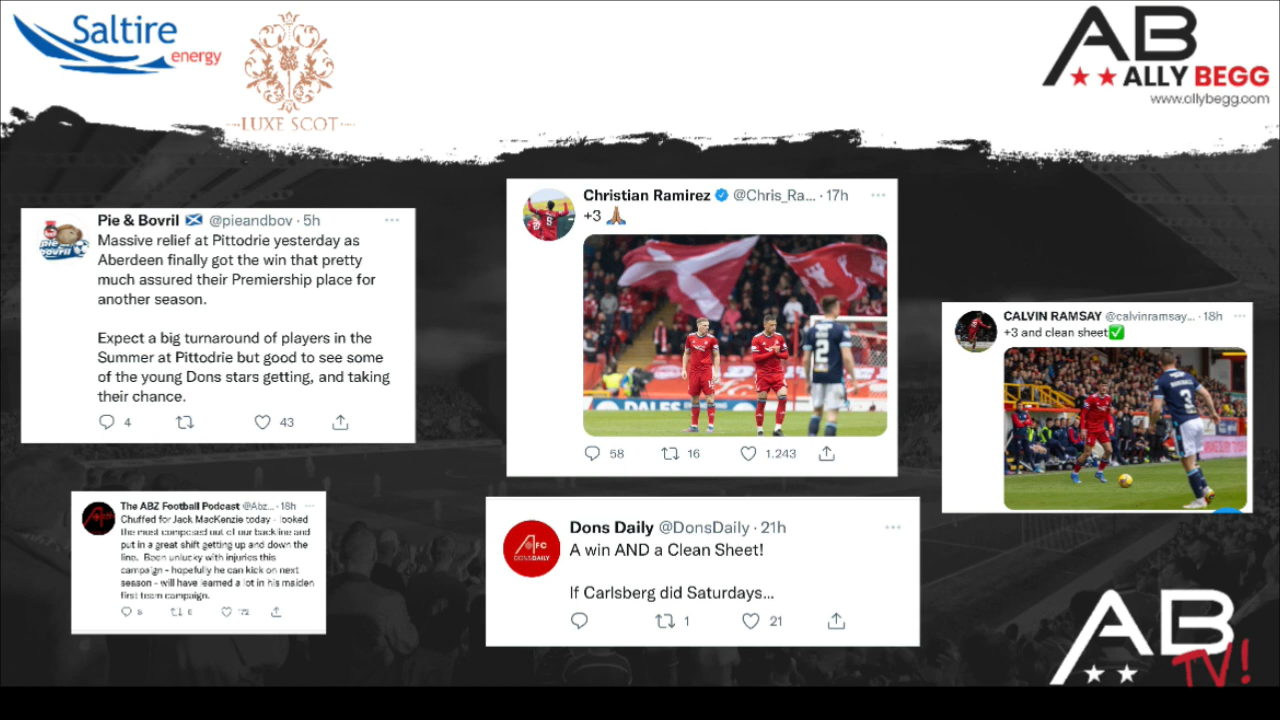 Saltire
energy
LUXE SCOT
AB
ALLY BEGG
www.allybegg.com
Pie & Bovril @pieandbov · 5h
Massive relief at Pittodrie yesterday as
Aberdeen finally got the win that pretty
much assured their Premiership place for
another season.
Expect a big turnaround of players in the
Summer at Pittodrie but good to see some
of the young Dons stars getting, and taking
their chance.
4 43
Christian Ramirez @Chris_Ra... · 17h
+3 🙏
DALES
2
58 16 1.243
CALVIN RAMSAY @calvinramsay... · 18h
+3 and clean sheet✅
3
The ABZ Football Podcast @Abz... · 18h
Chuffed for Jack MacKenzie today - looked
the most composed out of our backline and
put in a great shift getting up and down the
line. Been unlucky with injuries this
campaign - hopefully he can kick on next
season - will have learned a lot in his maiden
first team campaign.
Dons Daily @DonsDaily · 21h
A win AND a Clean Sheet!
If Carlsberg did Saturdays...
1 21
AFC
DONSDAILY
AB
TV!